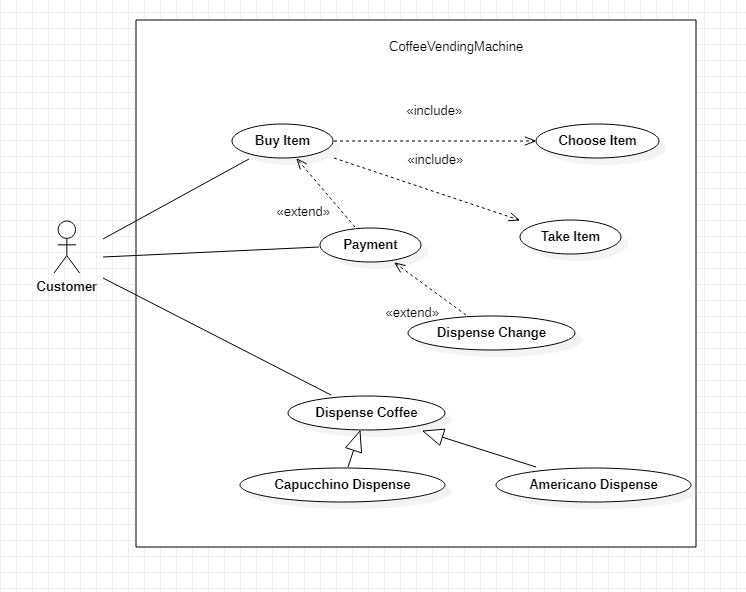 CoffeeVendingMachine
«include»
Buy Item
Choose Item
«include»
«extend»
Take Item
Payment
Customer
«extend»
Dispense Change
Dispense Coffee
Capucchino Dispense
Americano Dispense